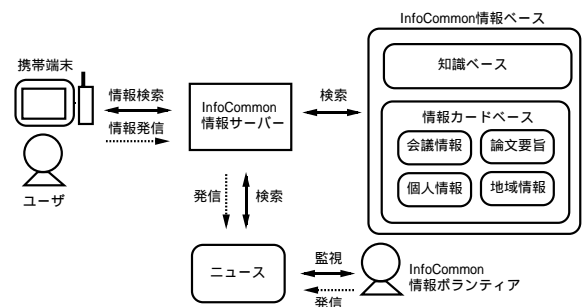 InfoCommon情報ベース
携帯端末
知識ベース
情報検索
情報発信
InfoCommon
情報サーバー
検索
情報カードベース
会議情報
論文要旨
個人情報
地域情報
ユーザ
発信
検索
ニュース
監視
発信
InfoCommon
情報ボランティア